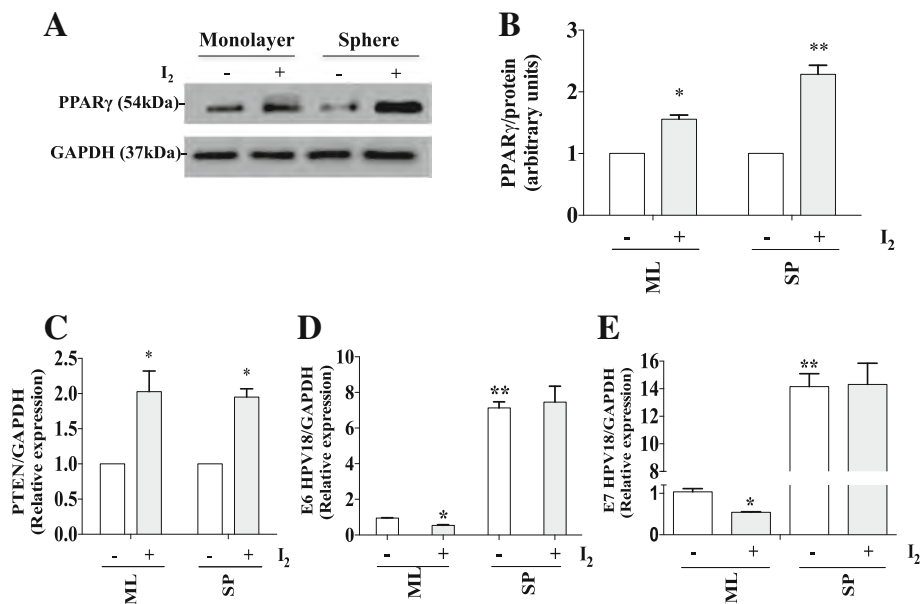 A
Monolayer Sphere
I2 - + - +
PPARγ (54kDa)
GAPDH (37kDa)
B
PPARγ/protein
(arbitrary units)
3
2
1
0
*
**
- + - + I2
ML SP
C
PTEN/GAPDH
(Relative expression)
2.5
2.0
1.5
1.0
0.5
0.0
*
*
- + - + I2
ML SP
D
E6 HPV18/GAPDH
(Relative expression)
8
6
4
2
0
*
**
- + - + I2
ML SP
E
E7 HPV18/GAPDH
(Relative expression)
16
14
12
10
8
6
4
1
0
*
**
- + - + I2
ML SP